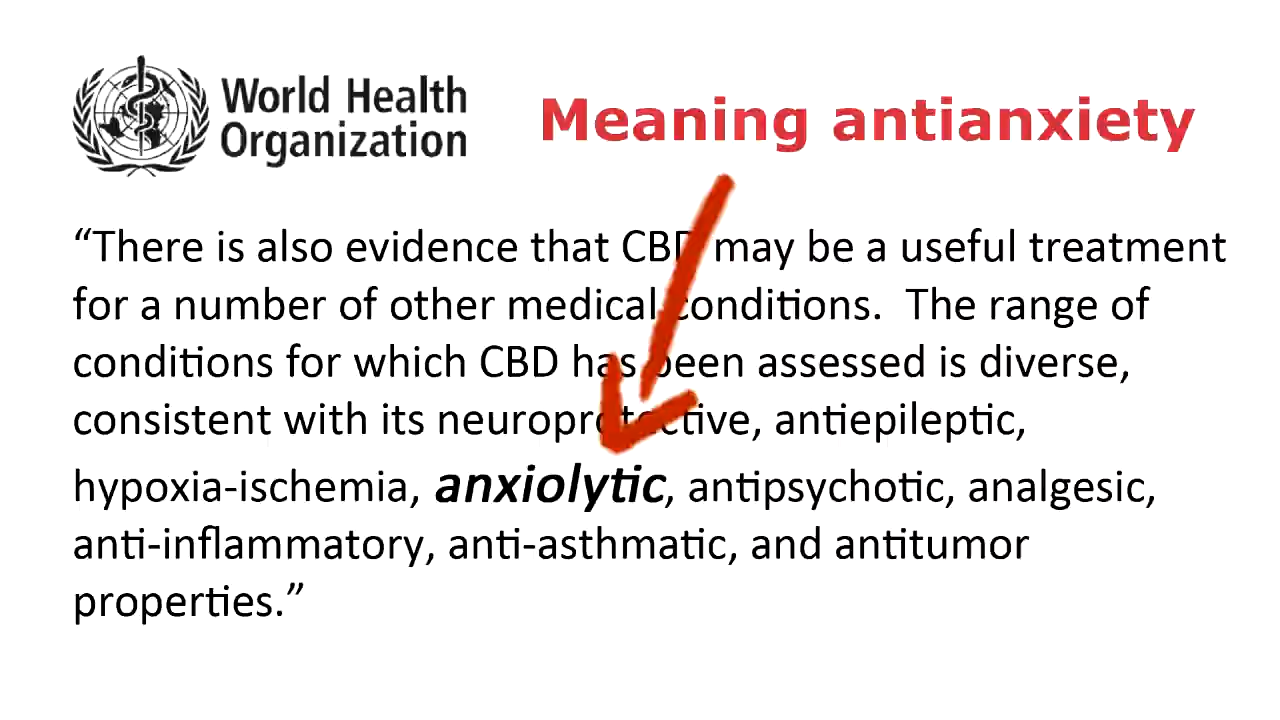 World Health
Organization
Meaning antianxiety
“There is also evidence that CBD may be a useful treatment
for a number of other medical conditions.  The range of
conditions for which CBD has been assessed is diverse,
consistent with its neuroprotective, antiepileptic,
hypoxia-ischemia, anxiolytic, antipsychotic, analgesic,
anti-inflammatory, anti-asthmatic, and antitumor
properties.”